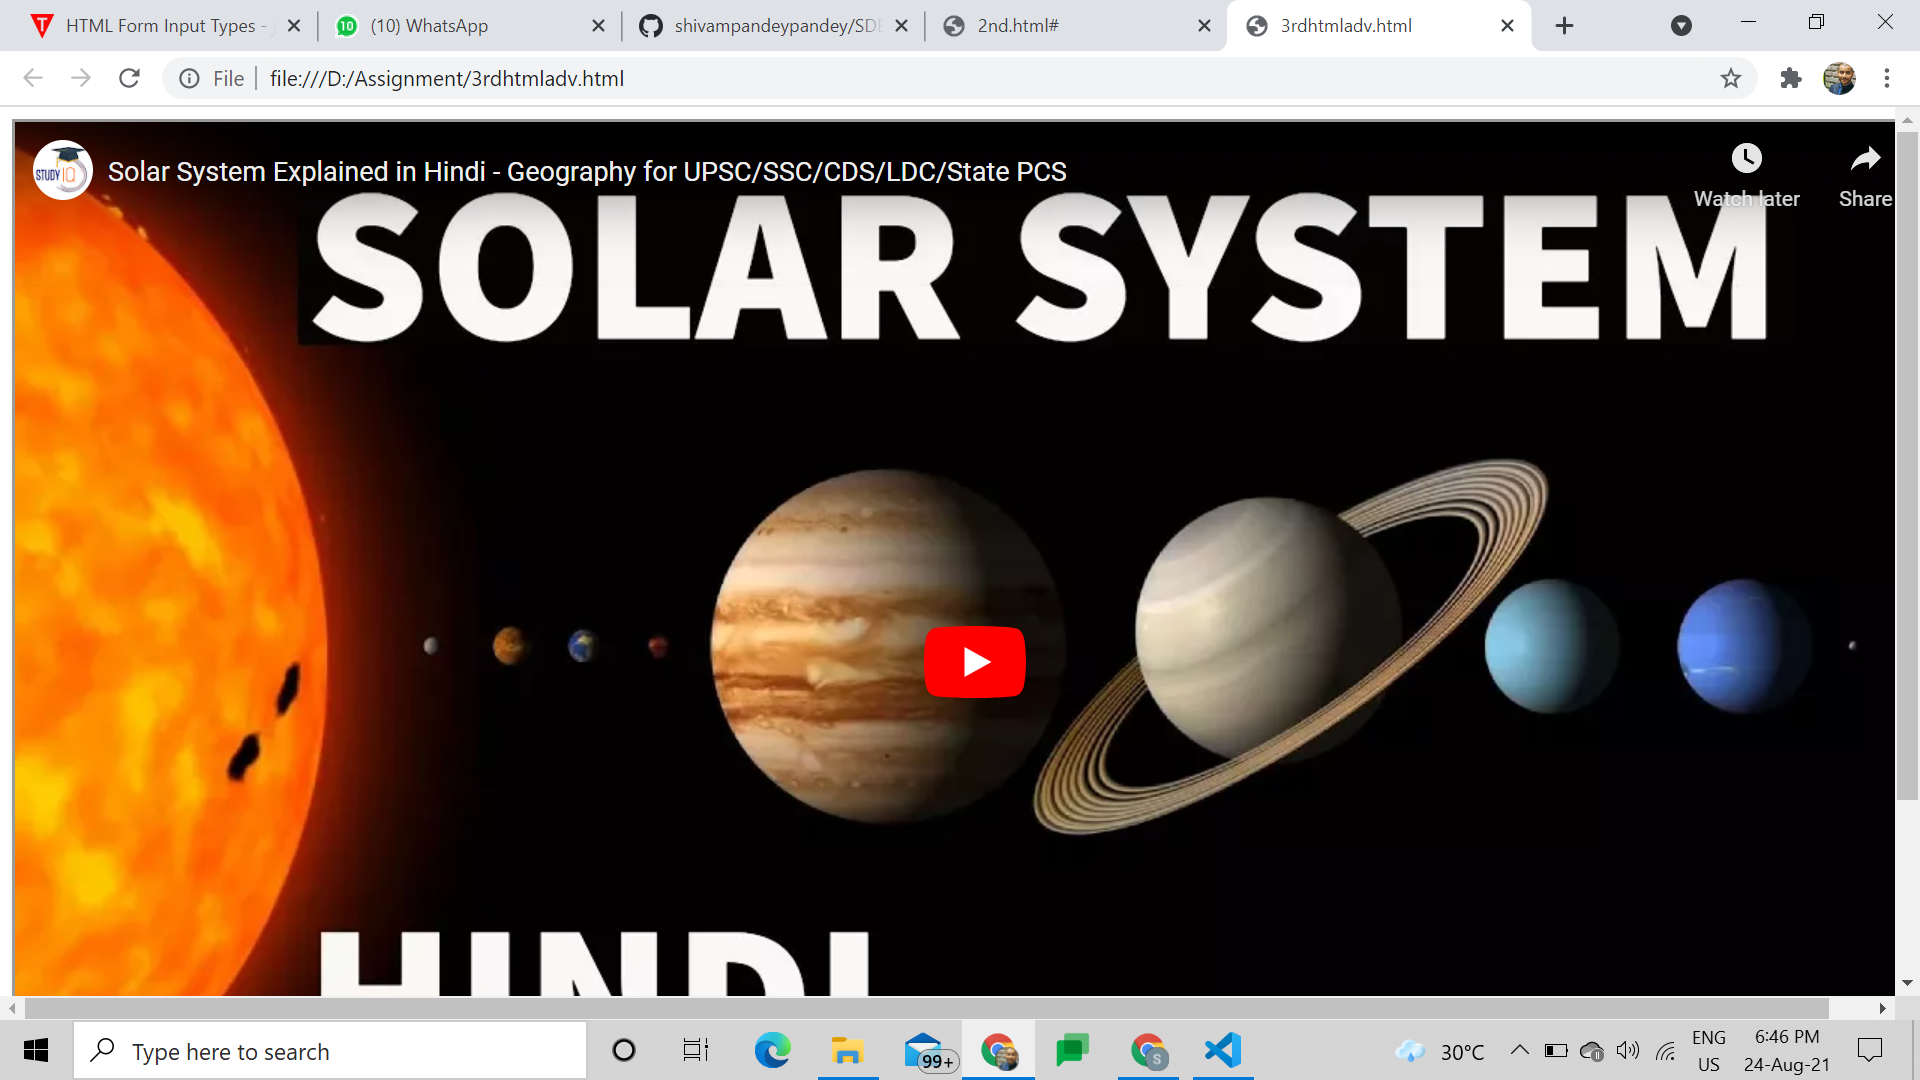 HTML Form Input Types -
(10) WhatsApp
shivampandeypandey/SDE
2nd.html#
3rdhtmladv.html
File
file:///D:/Assignment/3rdhtmladv.html
STUDY IQ
Solar System Explained in Hindi - Geography for UPSC/SSC/CDS/LDC/State PCS
Watch later
Share
SOLAR SYSTEM
HINDI
Type here to search
99+
S
30°C
ENG
US
6:46 PM
24-Aug-21